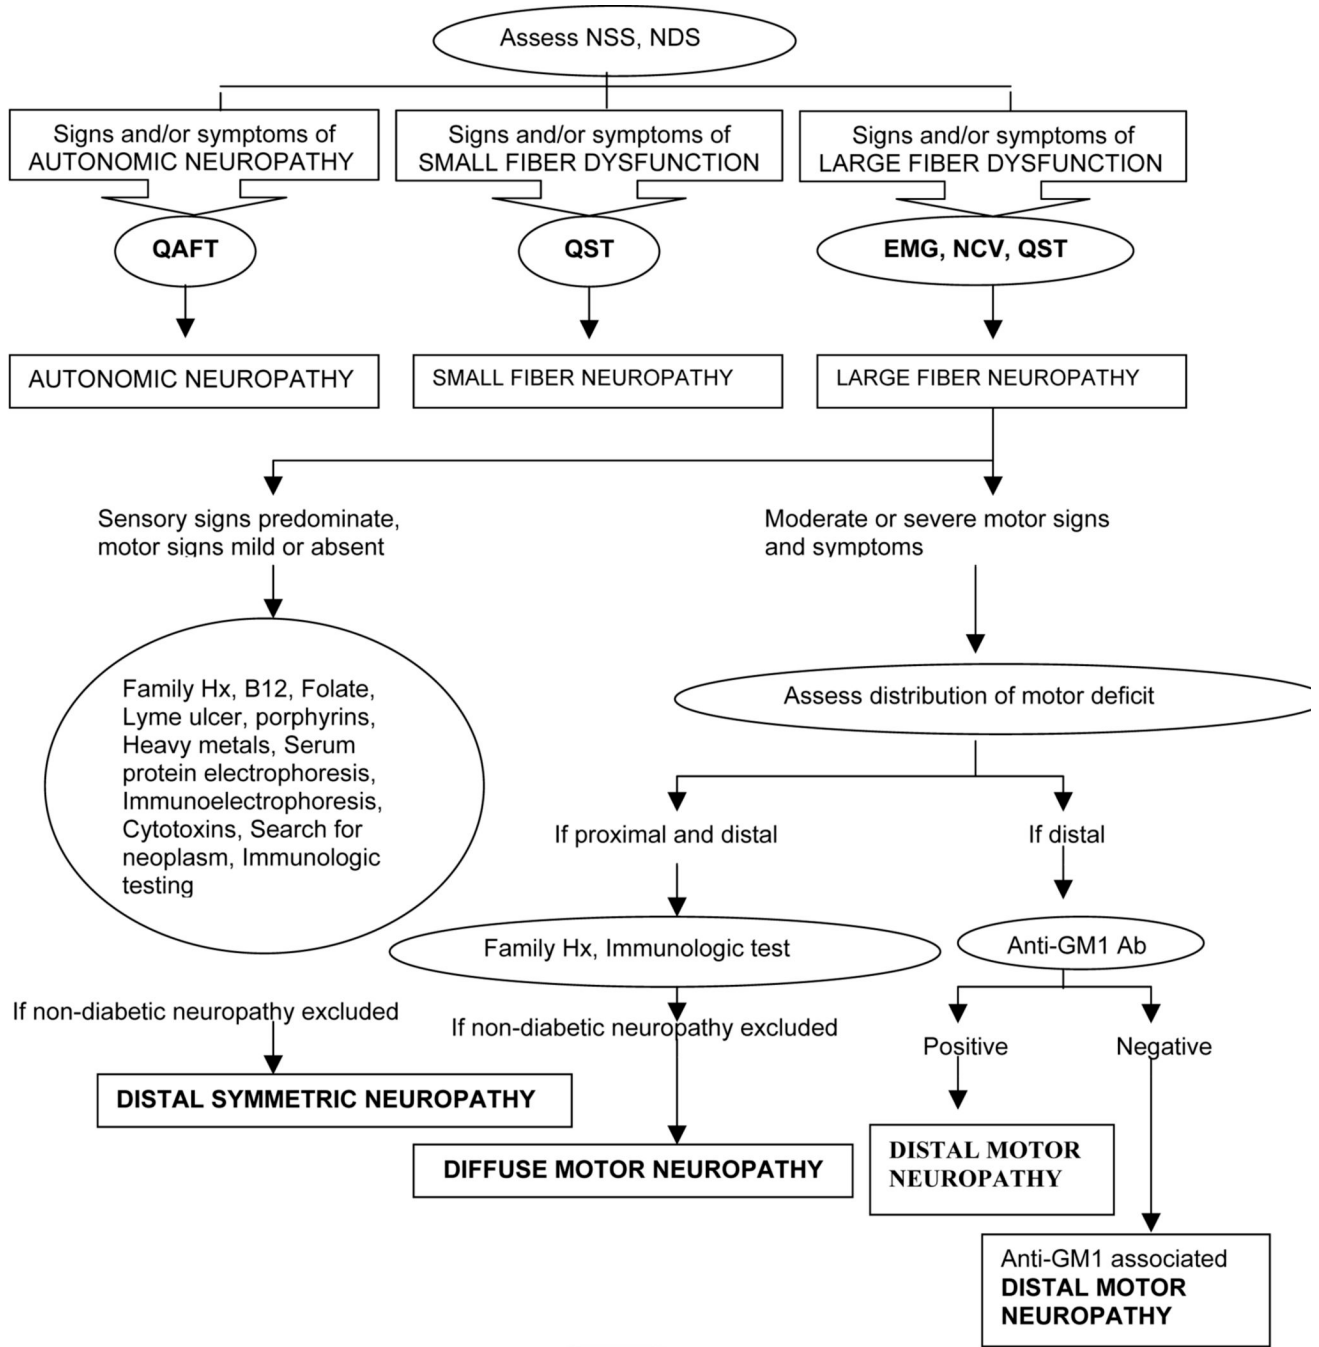 Assess NSS, NDS
Signs and/or symptoms of
AUTONOMIC NEUROPATHY
Signs and/or symptoms of
SMALL FIBER DYSFUNCTION
Signs and/or symptoms of
LARGE FIBER DYSFUNCTION
QAFT
QST
EMG, NCV, QST
AUTONOMIC NEUROPATHY
SMALL FIBER NEUROPATHY
LARGE FIBER NEUROPATHY
Sensory signs predominate,
motor signs mild or absent
Moderate or severe motor signs
and symptoms
Family Hx, B12, Folate,
Lyme ulcer, porphyrins,
Heavy metals, Serum
protein electrophoresis,
Immunoelectrophoresis,
Cytotoxins, Search for
neoplasm, Immunologic
testing
Assess distribution of motor deficit
If proximal and distal
If distal
Family Hx, Immunologic test
Anti-GM1 Ab
If non-diabetic neuropathy excluded
If non-diabetic neuropathy excluded
Positive
Negative
DISTAL SYMMETRIC NEUROPATHY
DIFFUSE MOTOR NEUROPATHY
DISTAL MOTOR
NEUROPATHY
Anti-GM1 associated
DISTAL MOTOR
NEUROPATHY